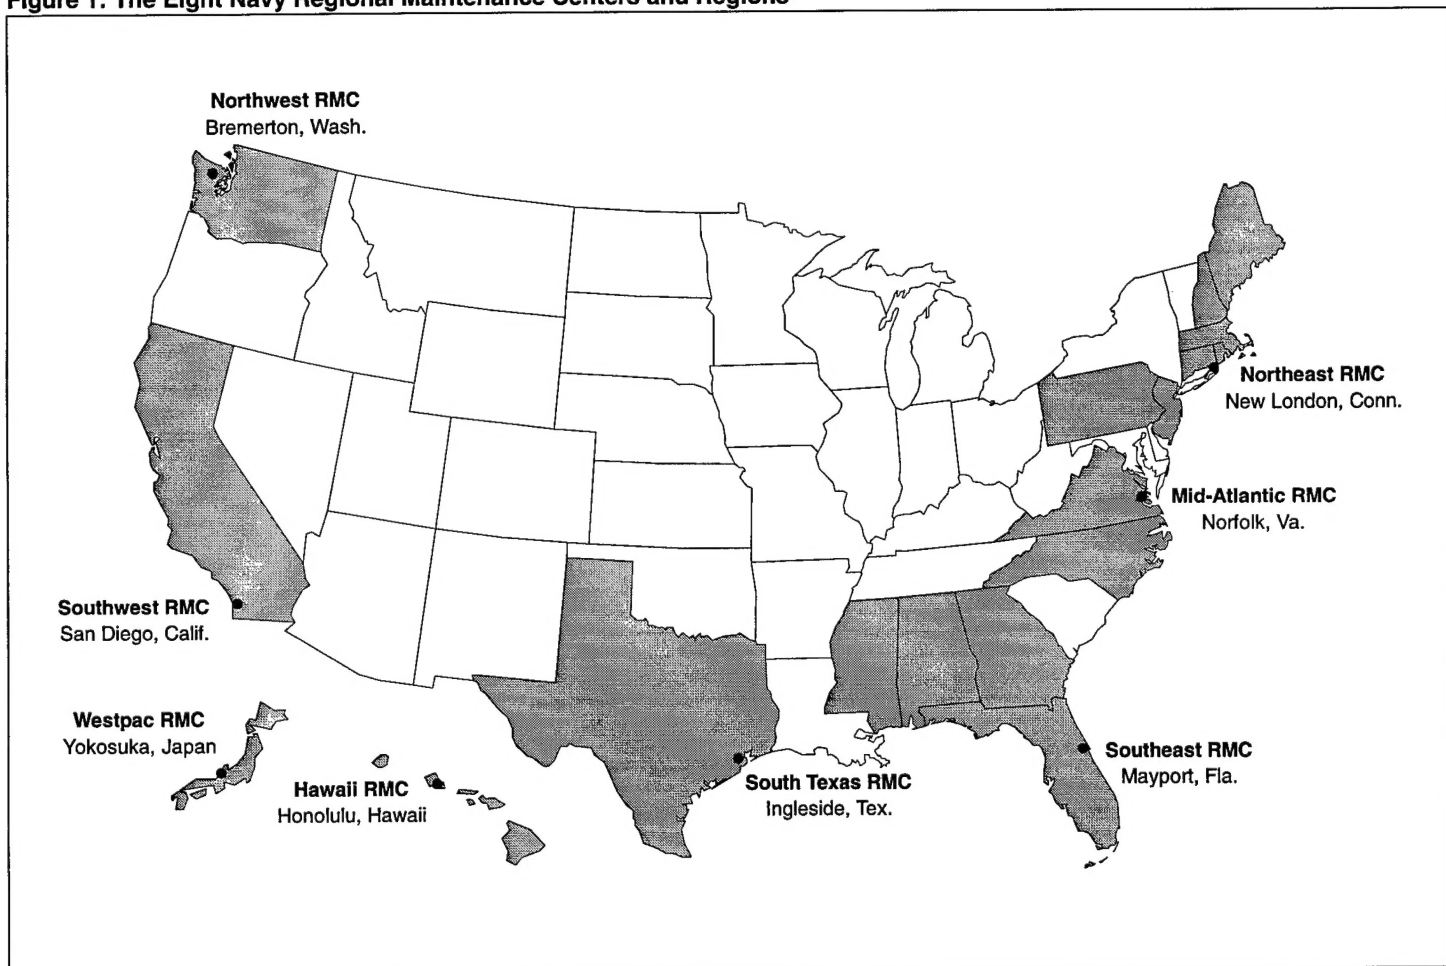 Figure 1: The Eight Navy Regional Maintenance Centers and Regions
Northwest RMC
Bremerton, Wash.
Northeast RMC
New London, Conn.
Mid-Atlantic RMC
Norfolk, Va.
Southwest RMC
San Diego, Calif.
Westpac RMC
Yokosuka, Japan
Hawaii RMC
Honolulu, Hawaii
South Texas RMC
Ingleside, Tex.
Southeast RMC
Mayport, Fla.